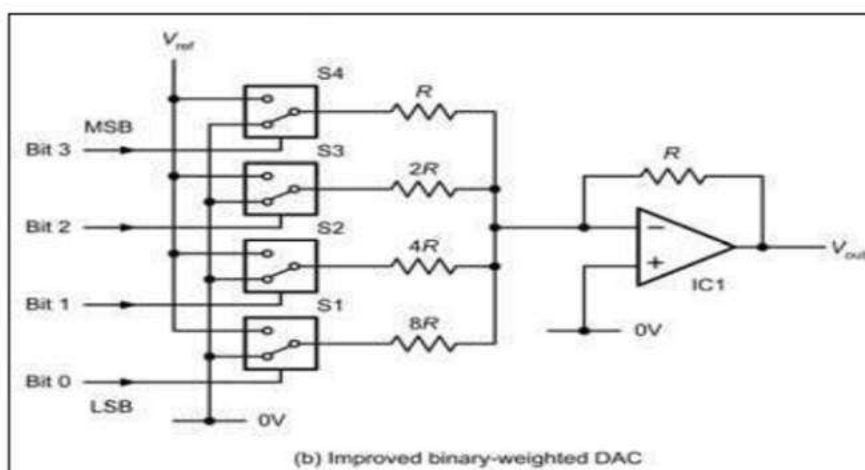 Vref
S4
R
MSB
Bit 3
S3
2R
R
Bit 2
S2
4R
−
+
Vout
IC1
Bit 1
S1
8R
0V
Bit 0
LSB
0V
(b) Improved binary-weighted DAC